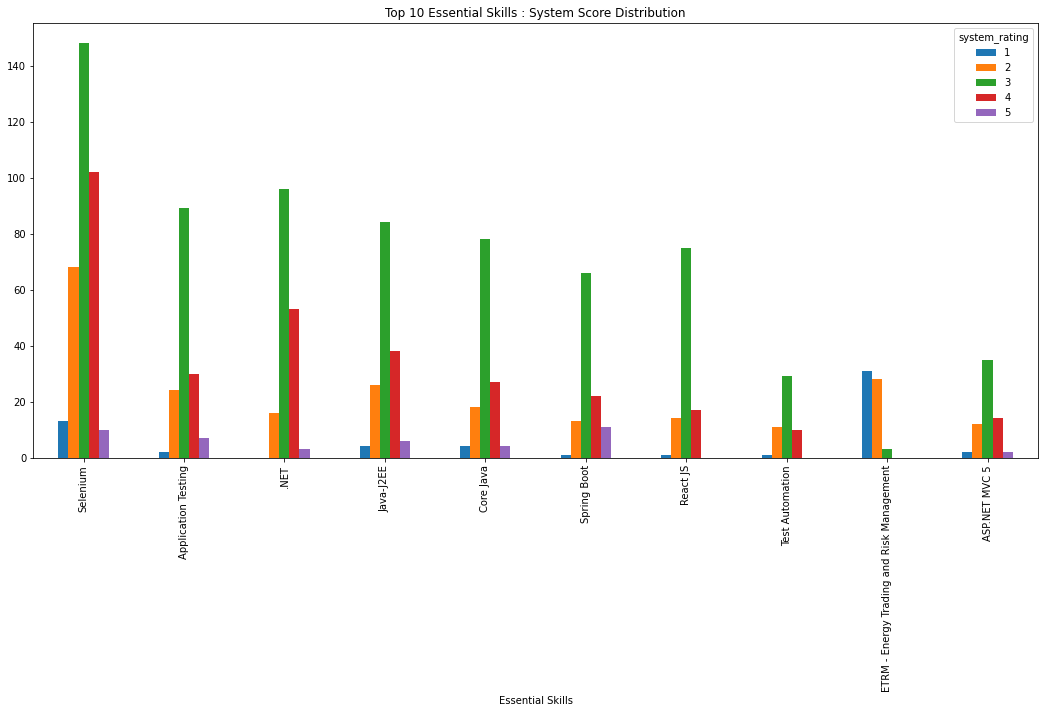 Top 10 Essential Skills : System Score Distribution
system_rating
1
2
3
4
5
140
120
100
80
60
40
20
0
Selenium
Application Testing
.NET
Java-J2EE
Core Java
Spring Boot
React JS
Test Automation
ETRM - Energy Trading and Risk Management
ASP.NET MVC 5
Essential Skills